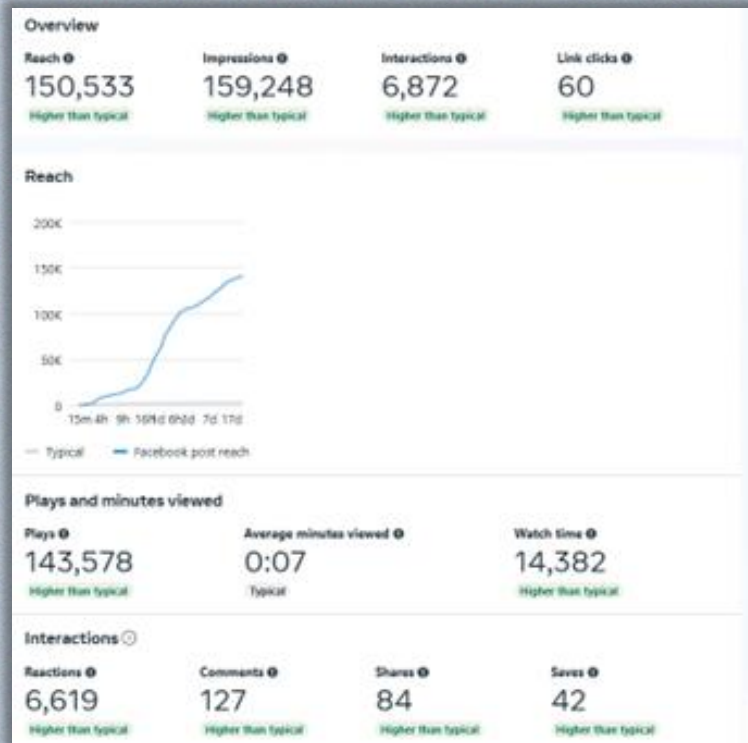 Overview
Reach Impressions Interactions Link clicks
150,533 159,248 6,872 60
Higher than typical Higher than typical Higher than typical Higher than typical
Reach
200K
150K
100K
50K
0
15m 4h 9h 16h 1d 6h 2d 7d 17d
Typical Facebook post reach
Plays and minutes viewed
Plays Average minutes viewed Watch time
143,578 0:07 14,382
Higher than typical Typical Higher than typical
Interactions
Reactions Comments Shares Saves
6,619 127 84 42
Higher than typical Higher than typical Higher than typical Higher than typical